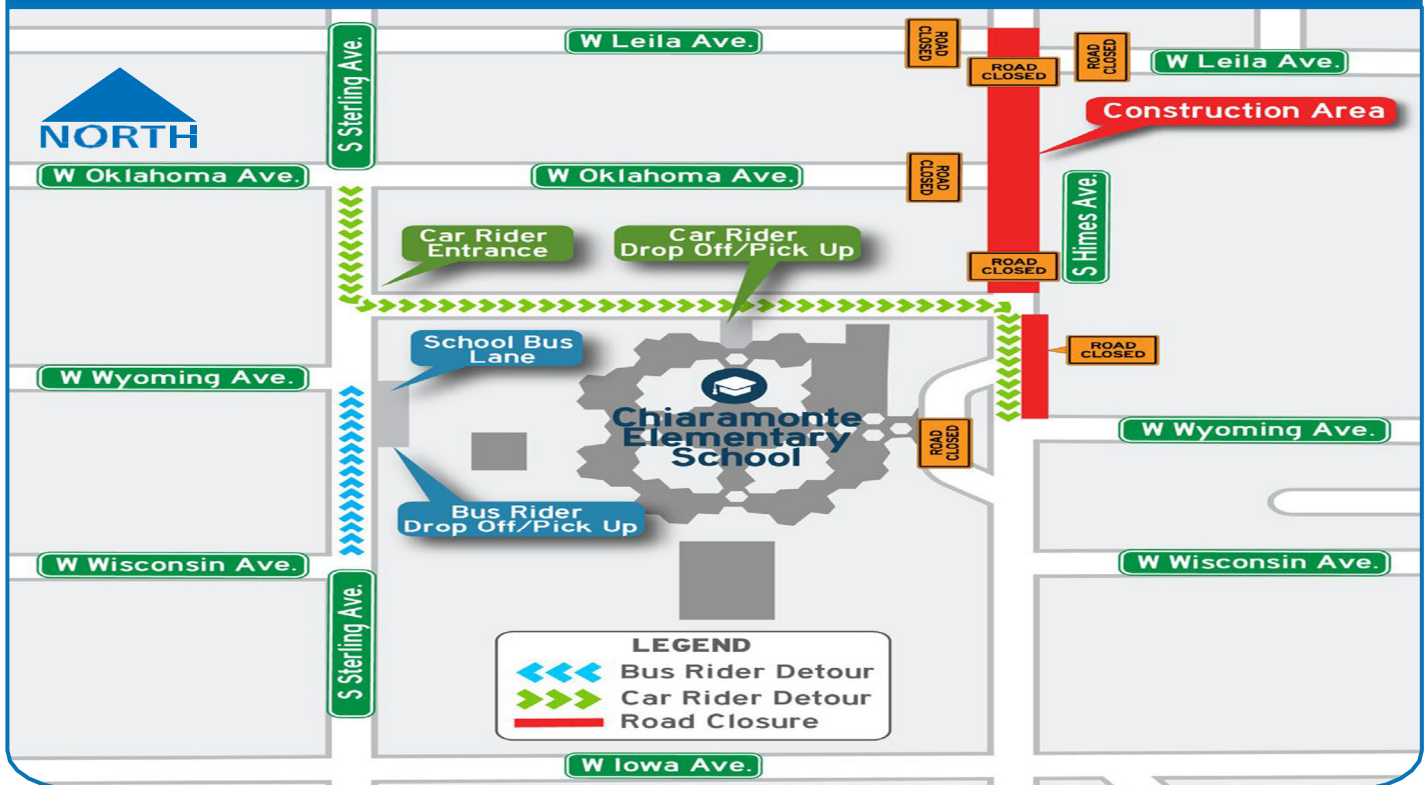 W Leila Ave.
ROAD
CLOSED
ROAD
CLOSED
ROAD
CLOSED
W Leila Ave.
S Sterling Ave.
NORTH
Construction Area
W Oklahoma Ave.
W Oklahoma Ave.
ROAD
CLOSED
S Himes Ave.
Car Rider
Entrance
Car Rider
Drop Off/Pick Up
ROAD
CLOSED
School Bus
Lane
ROAD
CLOSED
W Wyoming Ave.
Chiaramonte
Elementary
School
ROAD
CLOSED
W Wyoming Ave.
Bus Rider
Drop Off/Pick Up
W Wisconsin Ave.
W Wisconsin Ave.
S Sterling Ave.
LEGEND
Bus Rider Detour
Car Rider Detour
Road Closure
W Iowa Ave.